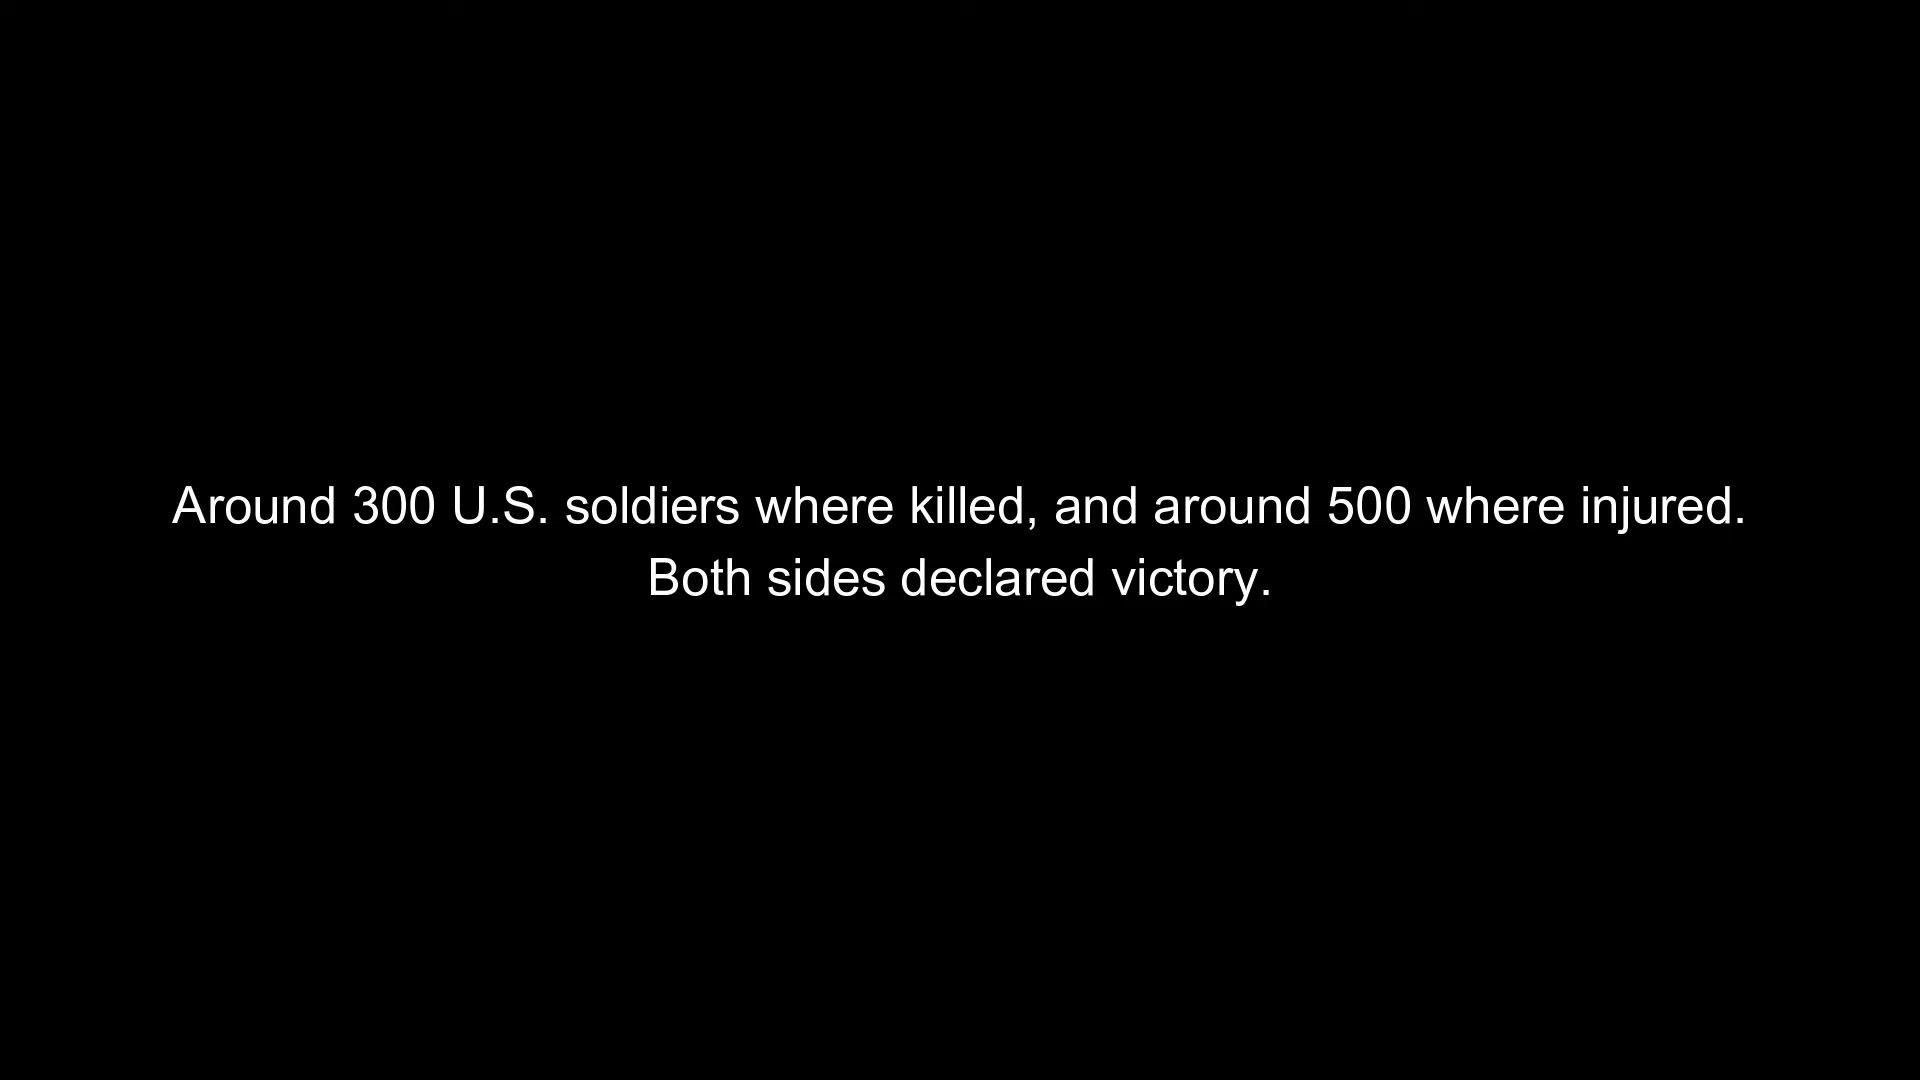 Around 300 U.S. soldiers where killed, and around 500 where injured.
Both sides declared victory.